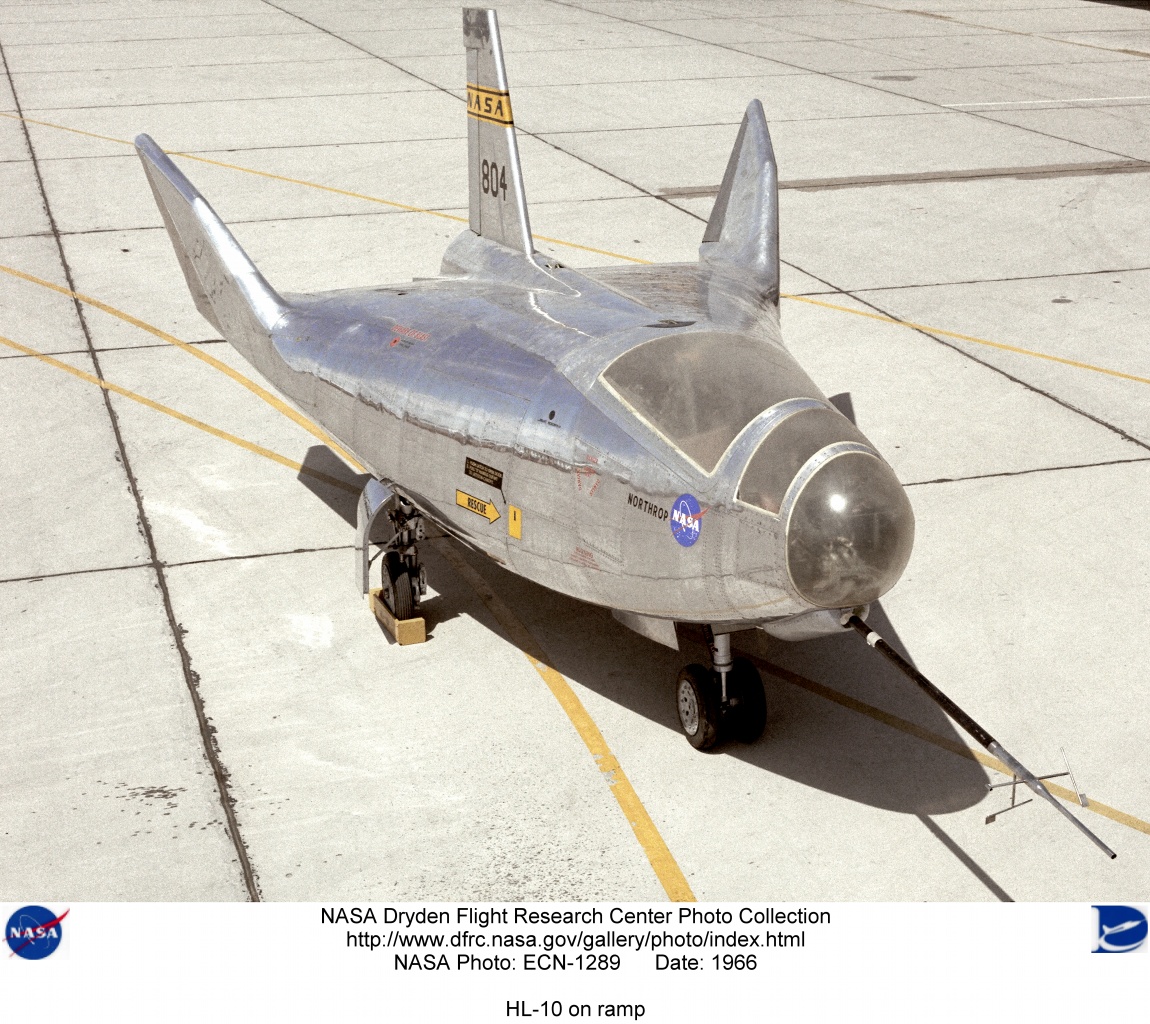 NASA
804
RESCUE
NORTHROP
NASA
NASA Dryden Flight Research Center Photo Collection
http://www.dfrc.nasa.gov/gallery/photo/index.html
NASA Photo: ECN-1289 Date: 1966
HL-10 on ramp
NASA